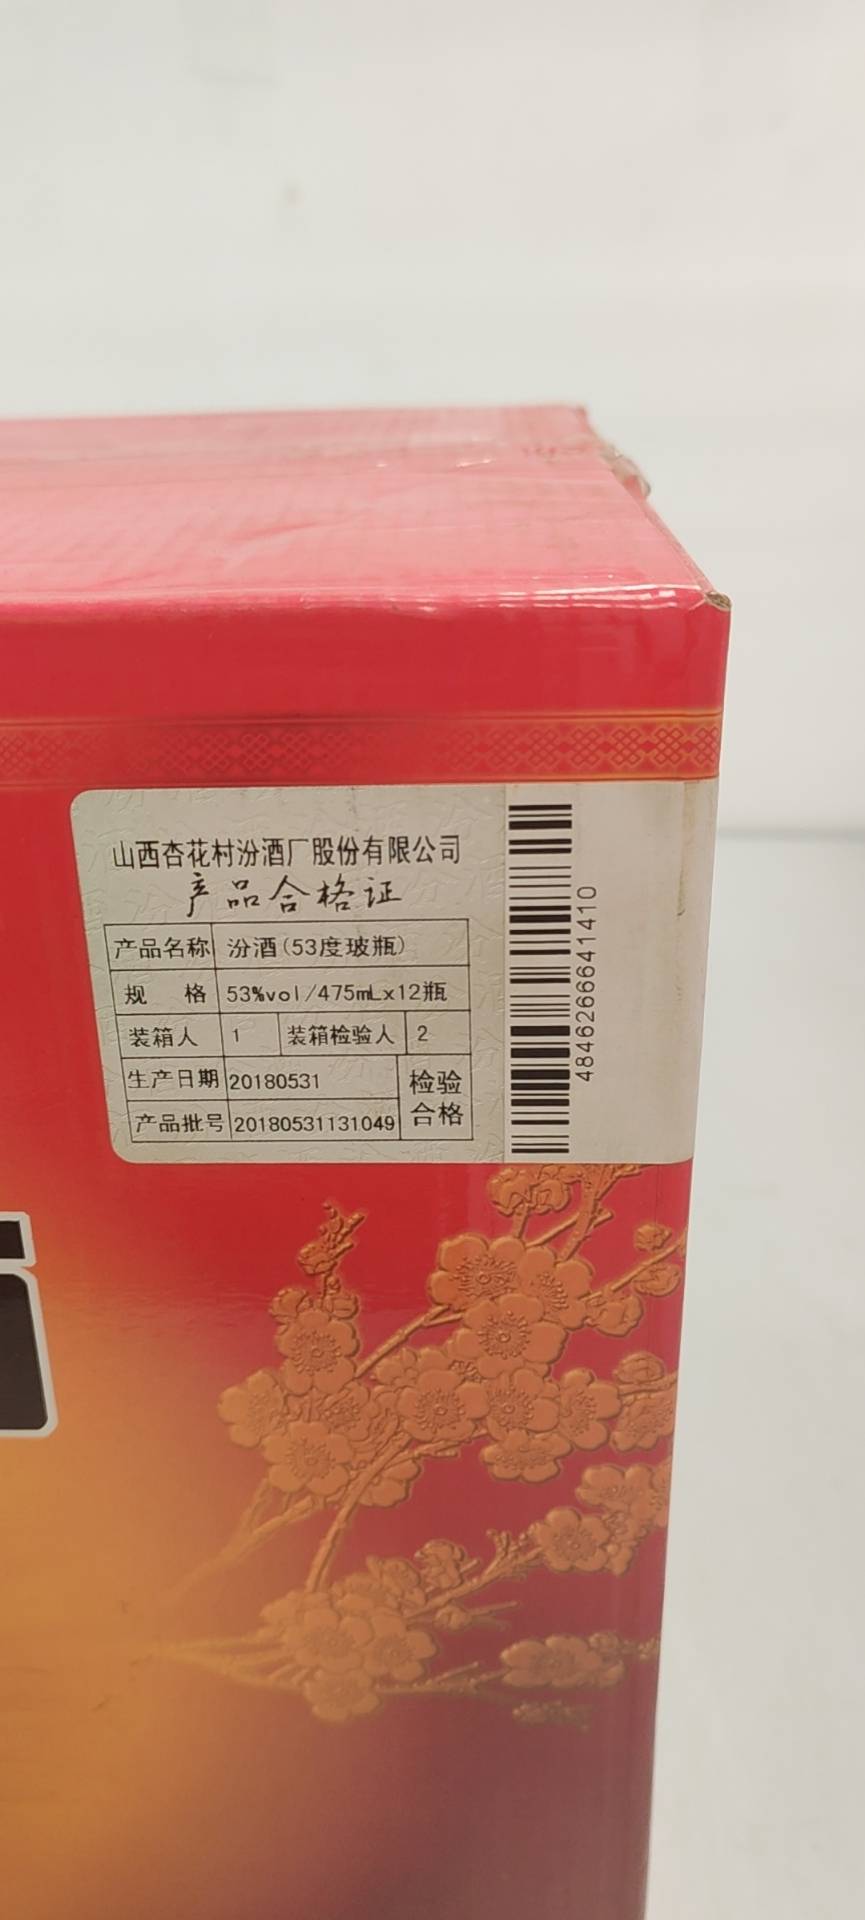 山西杏花村汾酒厂股份有限公司
产品合格证
产品名称 汾酒(53度玻瓶)
规 格 53%vol/475mLx12瓶
装箱人 1 装箱检验人 2
生产日期 20180531 检验
产品批号 20180531131049 合格
4846266641410